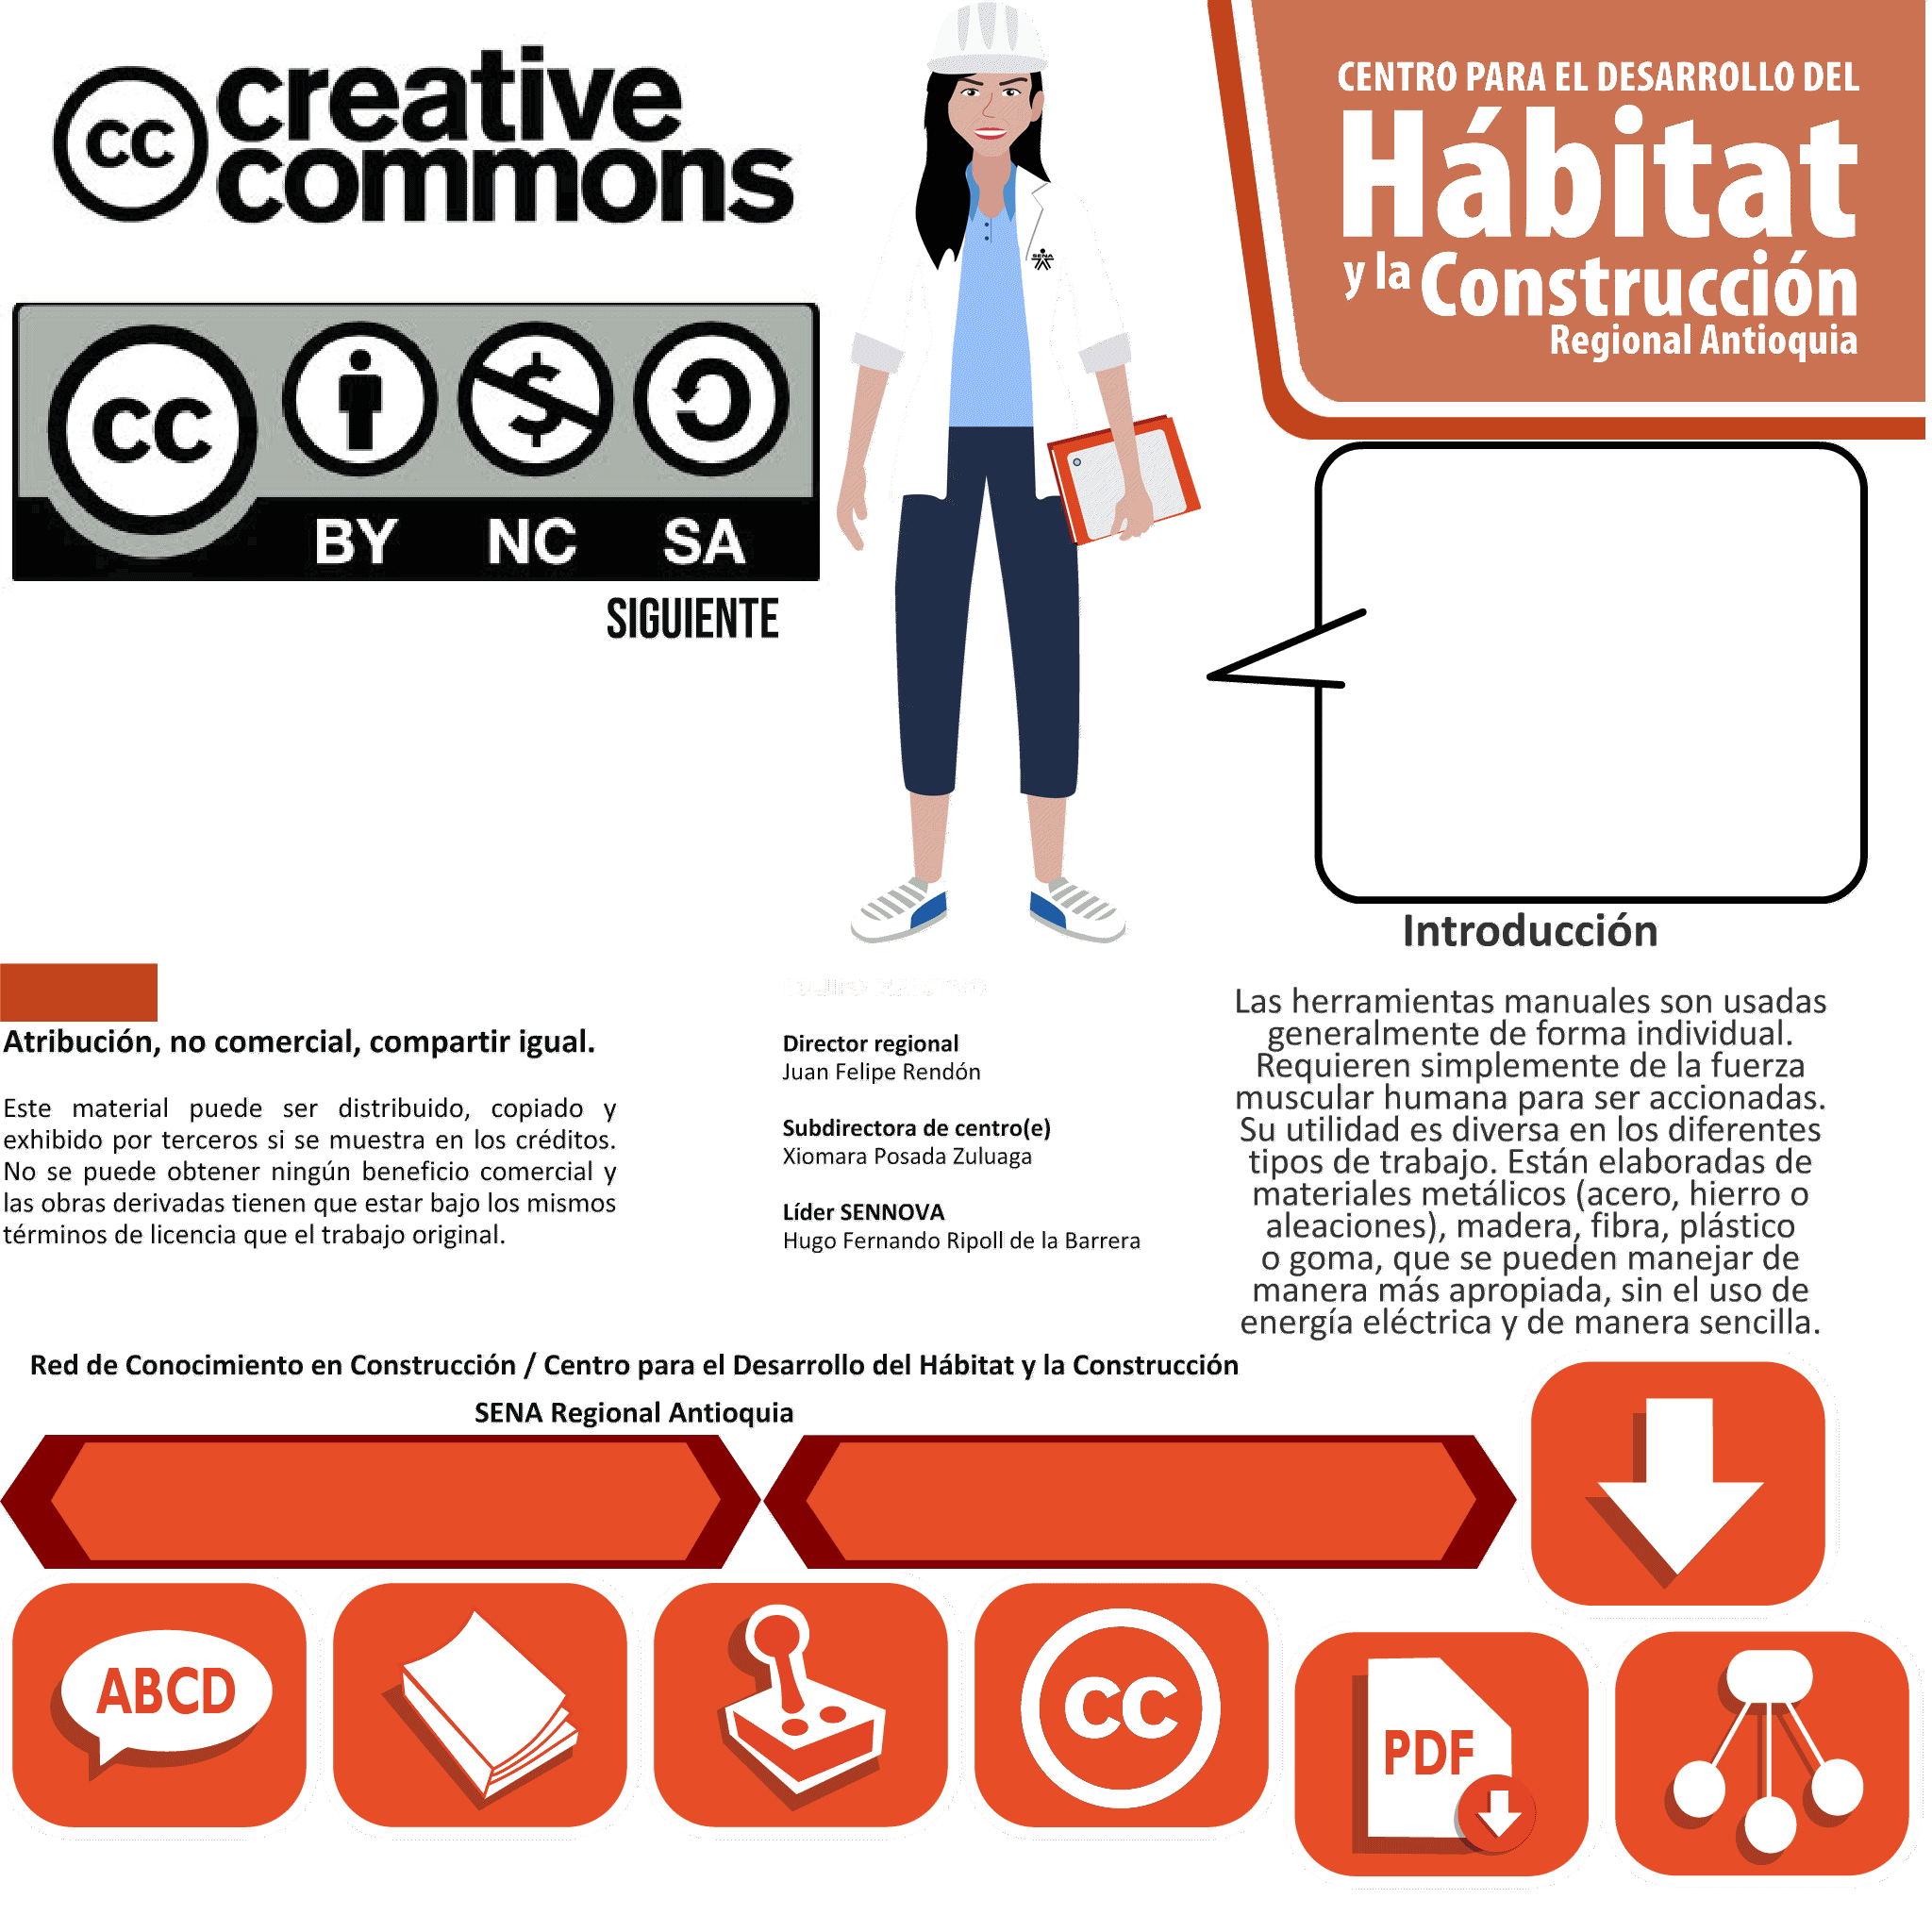 creative
commons
cc
CENTRO PARA EL DESARROLLO DEL
Hábitat
y la Construcción
Regional Antioquia
SENA
cc
BY NC SA
SIGUIENTE
Introducción
Las herramientas manuales son usadas
generalmente de forma individual.
Requieren simplemente de la fuerza
muscular humana para ser accionadas.
Su utilidad es diversa en los diferentes
tipos de trabajo. Están elaboradas de
materiales metálicos (acero, hierro o
aleaciones), madera, fibra, plástico
o goma, que se pueden manejar de
manera más apropiada, sin el uso de
energía eléctrica y de manera sencilla.
Atribución, no comercial, compartir igual.
Este material puede ser distribuido, copiado y
exhibido por terceros si se muestra en los créditos.
No se puede obtener ningún beneficio comercial y
las obras derivadas tienen que estar bajo los mismos
términos de licencia que el trabajo original.
Director regional
Juan Felipe Rendón
Subdirectora de centro(e)
Xiomara Posada Zuluaga
Líder SENNOVA
Hugo Fernando Ripoll de la Barrera
Red de Conocimiento en Construcción / Centro para el Desarrollo del Hábitat y la Construcción
SENA Regional Antioquia
ABCD
cc
PDF